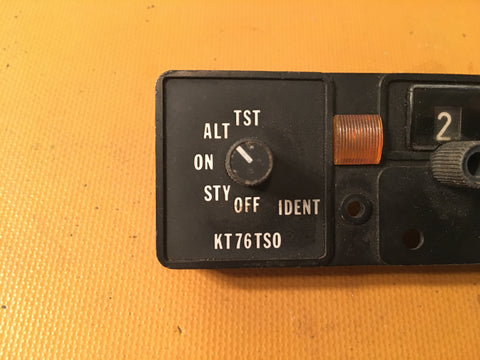 TST
ALT
ON
STY
OFF
IDENT
KT76TSO
2